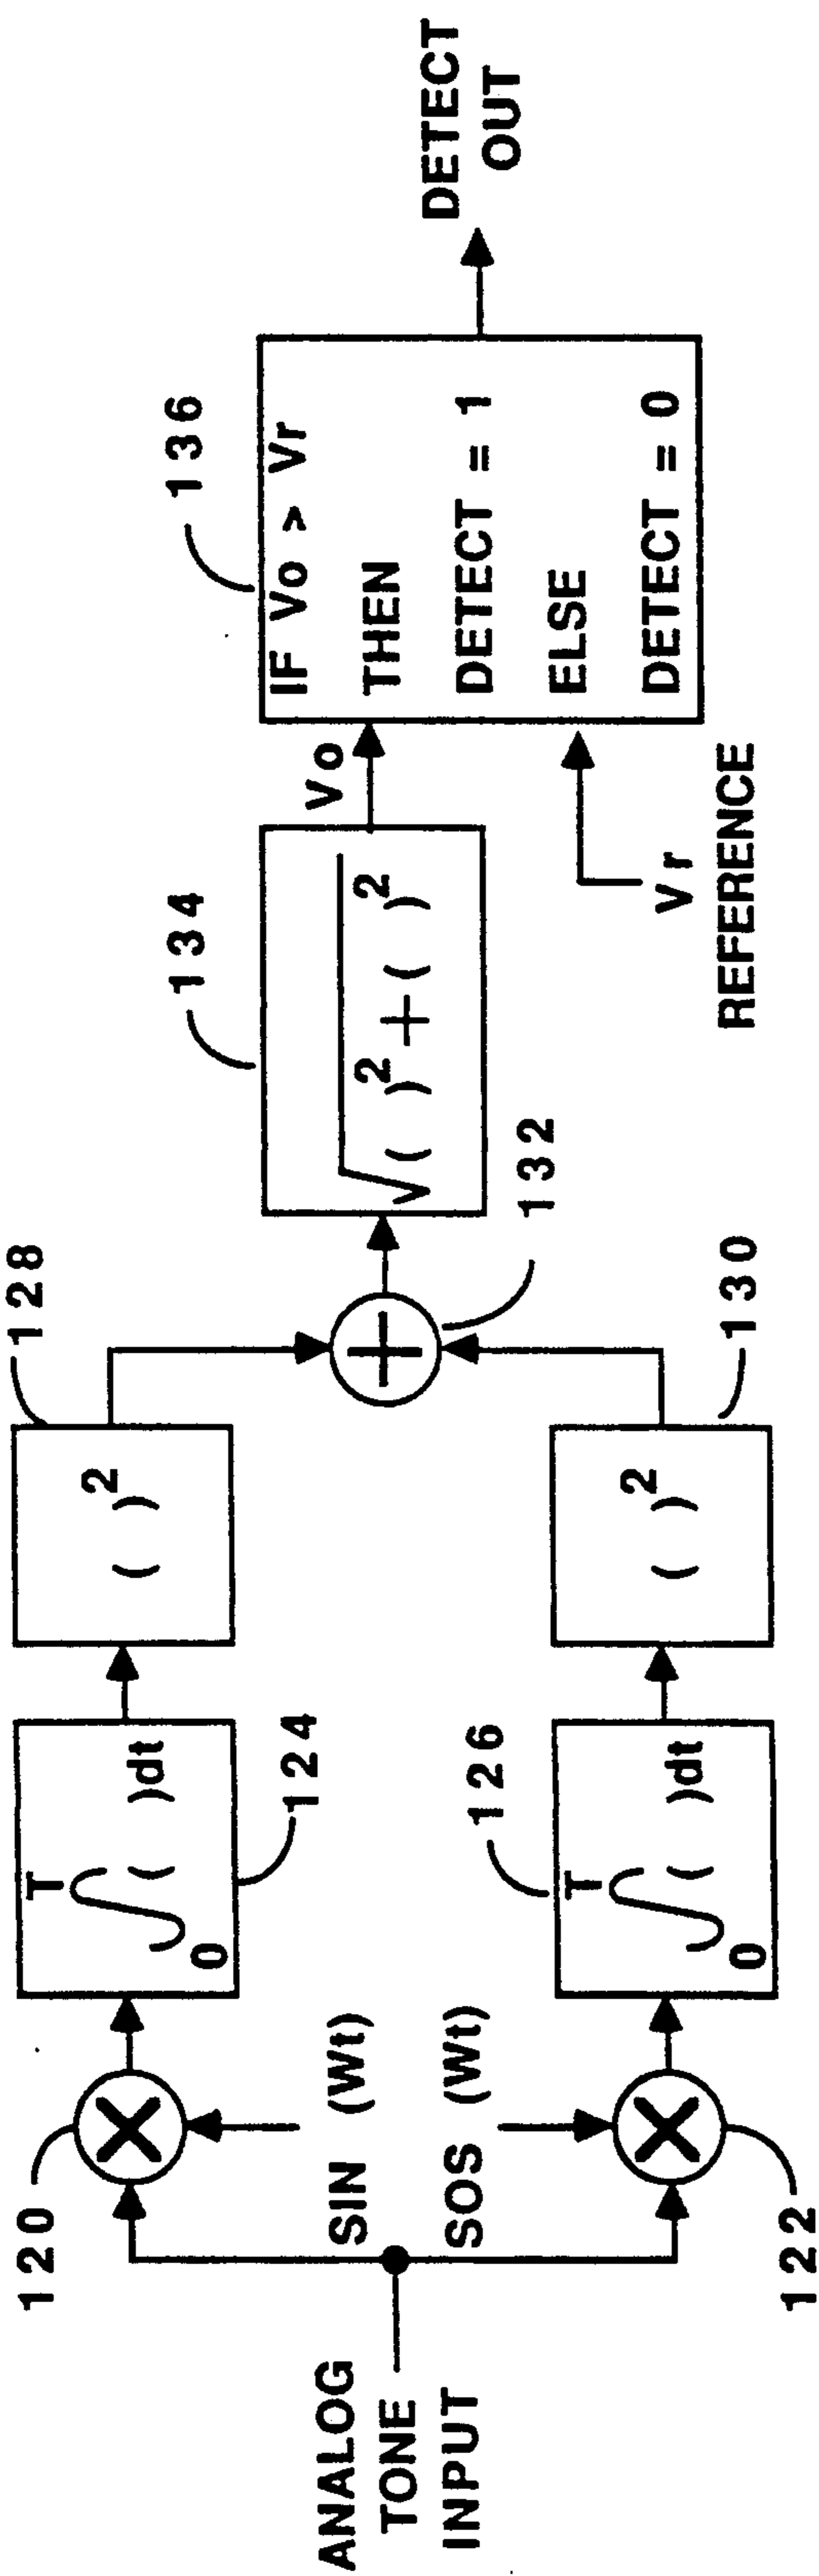 ANALOG
TONE
INPUT
120
122
SIN (Wt)
SOS (Wt)
∫ T 0 ( )dt
124
∫ T 0 ( )dt
126
( )²
128
( )²
130
132
√( )² + ( )²
134
Vo
Vr
REFERENCE
136
IF Vo > Vr
THEN
DETECT = 1
ELSE
DETECT = 0
DETECT
OUT